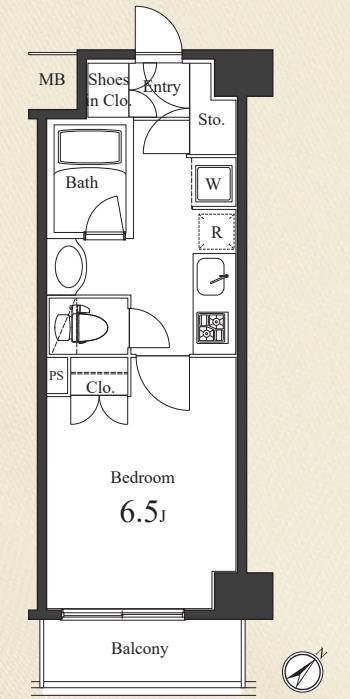 MB
Shoes
in Clo.
Entry
Sto.
Bath
W
R
PS
Clo.
Bedroom
6.5J
Balcony
N